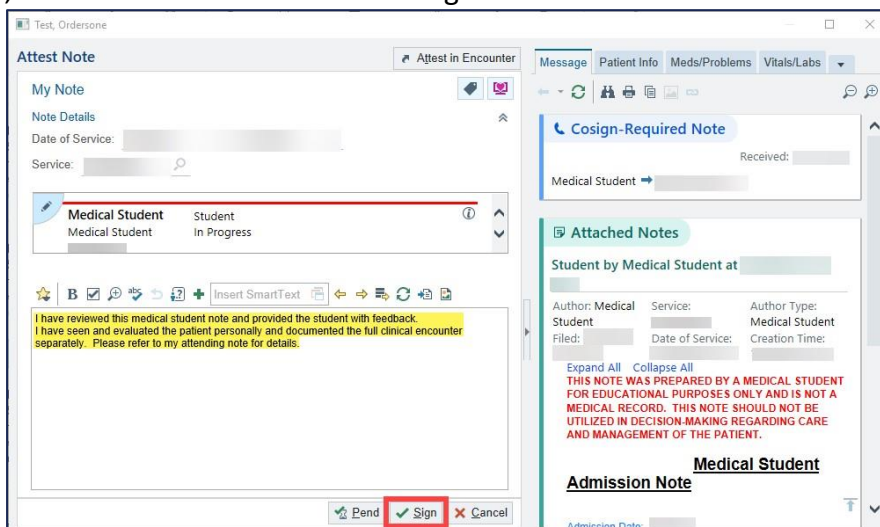 Test, Ordersone
Attest Note
Attest in Encounter
My Note
Note Details
Date of Service:
Service:
Medical Student Student
Medical Student In Progress
B
abc
Insert SmartText
I have reviewed this medical student note and provided the student with feedback.
I have seen and evaluated the patient personally and documented the full clinical encounter
separately. Please refer to my attending note for details.
Pend Sign Cancel
Message Patient Info Meds/Problems Vitals/Labs
Cosign-Required Note
Received:
Medical Student
Attached Notes
Student by Medical Student at
Author: Medical Service: Author Type:
Student Medical Student
Filed: Date of Service: Creation Time:
Expand All Collapse All
THIS NOTE WAS PREPARED BY A MEDICAL STUDENT
FOR EDUCATIONAL PURPOSES ONLY AND IS NOT A
MEDICAL RECORD. THIS NOTE SHOULD NOT BE
UTILIZED IN DECISION-MAKING REGARDING CARE
AND MANAGEMENT OF THE PATIENT.
Medical Student
Admission Note
Admission Date: